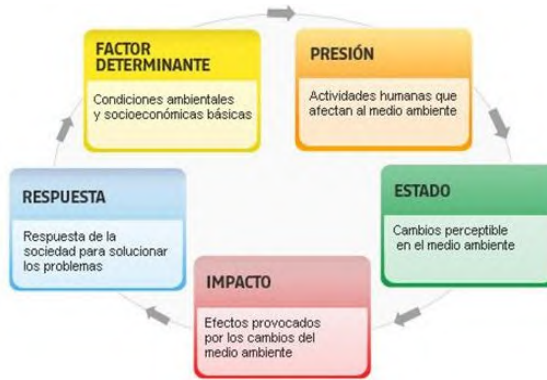 FACTOR
DETERMINANTE
Condiciones ambientales
y socioeconómicas básicas
PRESIÓN
Actividades humanas que
afectan al medio ambiente
ESTADO
Cambios perceptible
en el medio ambiente
IMPACTO
Efectos provocados
por los cambios del
medio ambiente
RESPUESTA
Respuesta de la
sociedad para solucionar
los problemas